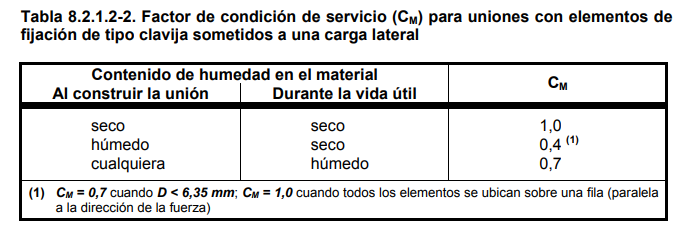 Tabla 8.2.1.2-2. Factor de condición de servicio (CM) para uniones con elementos de
fijación de tipo clavija sometidos a una carga lateral
Contenido de humedad en el material
CM
Al construir la unión Durante la vida útil
seco seco 1,0
húmedo seco 0,4 (1)
cualquiera húmedo 0,7
(1) CM = 0,7 cuando D < 6,35 mm; CM = 1,0 cuando todos los elementos se ubican sobre una fila (paralela
a la dirección de la fuerza)